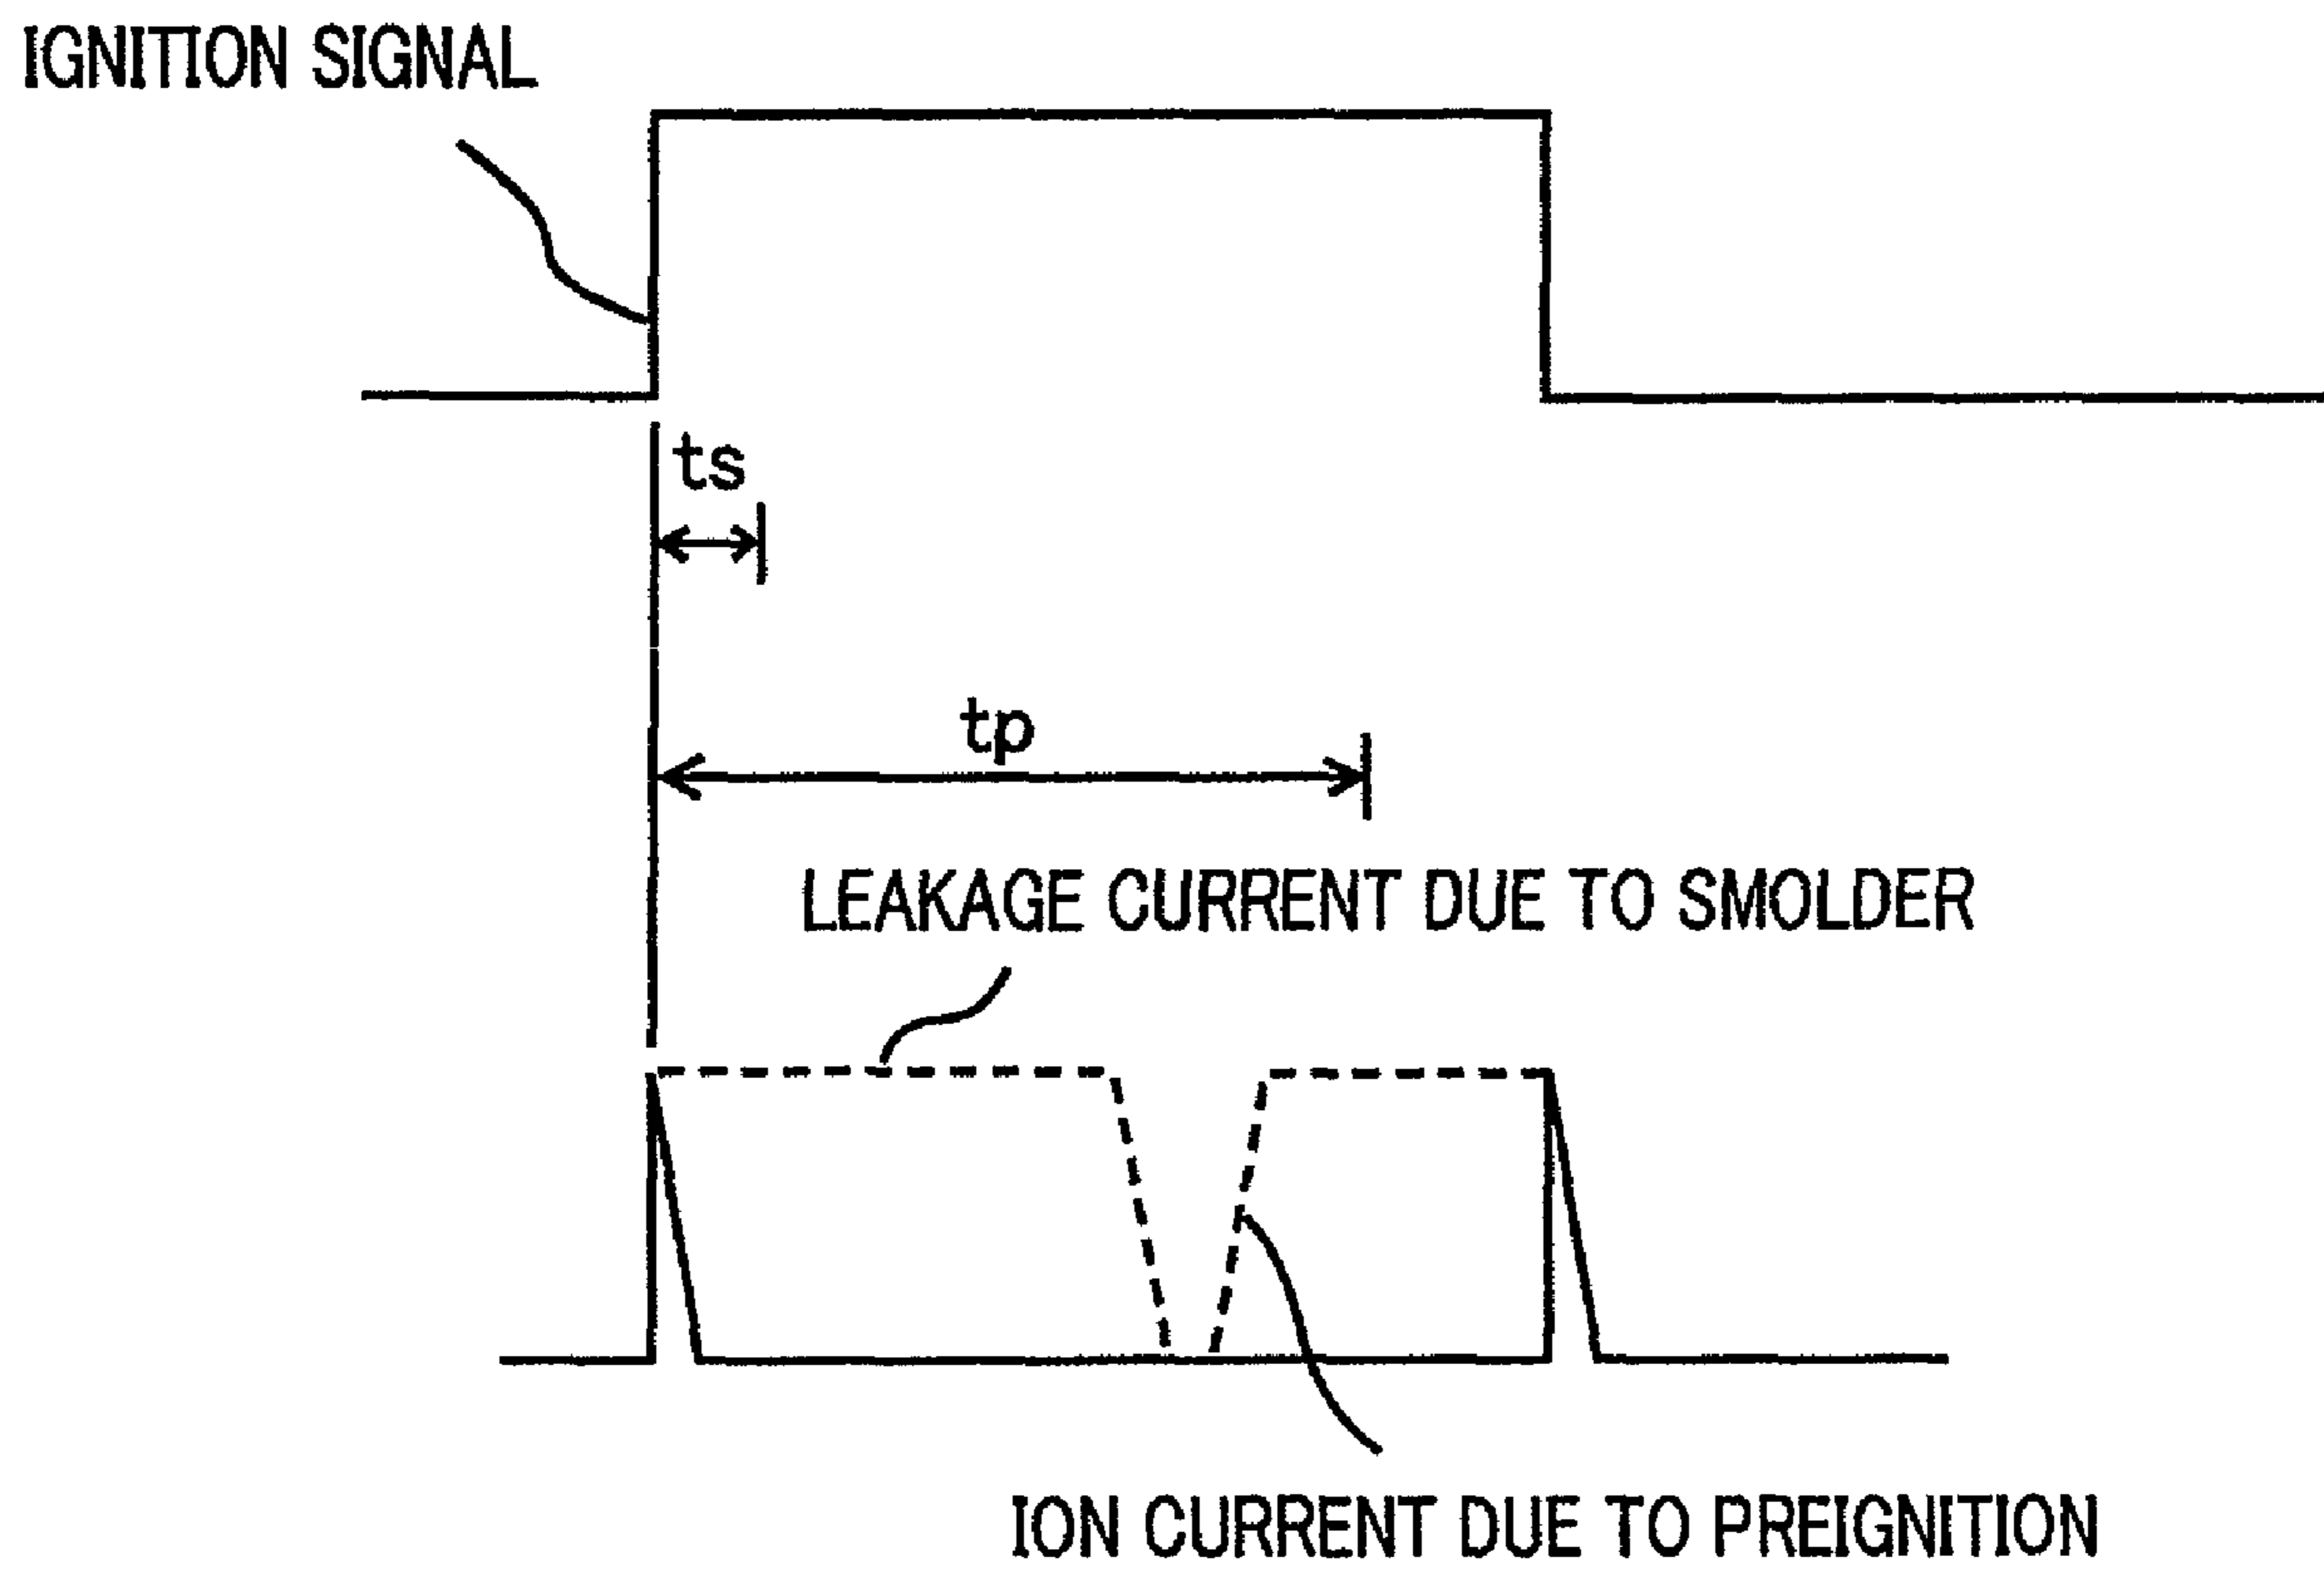 IGNITION SIGNAL
ts
tp
LEAKAGE CURRENT DUE TO SMOLDER
ION CURRENT DUE TO PREIGNITION